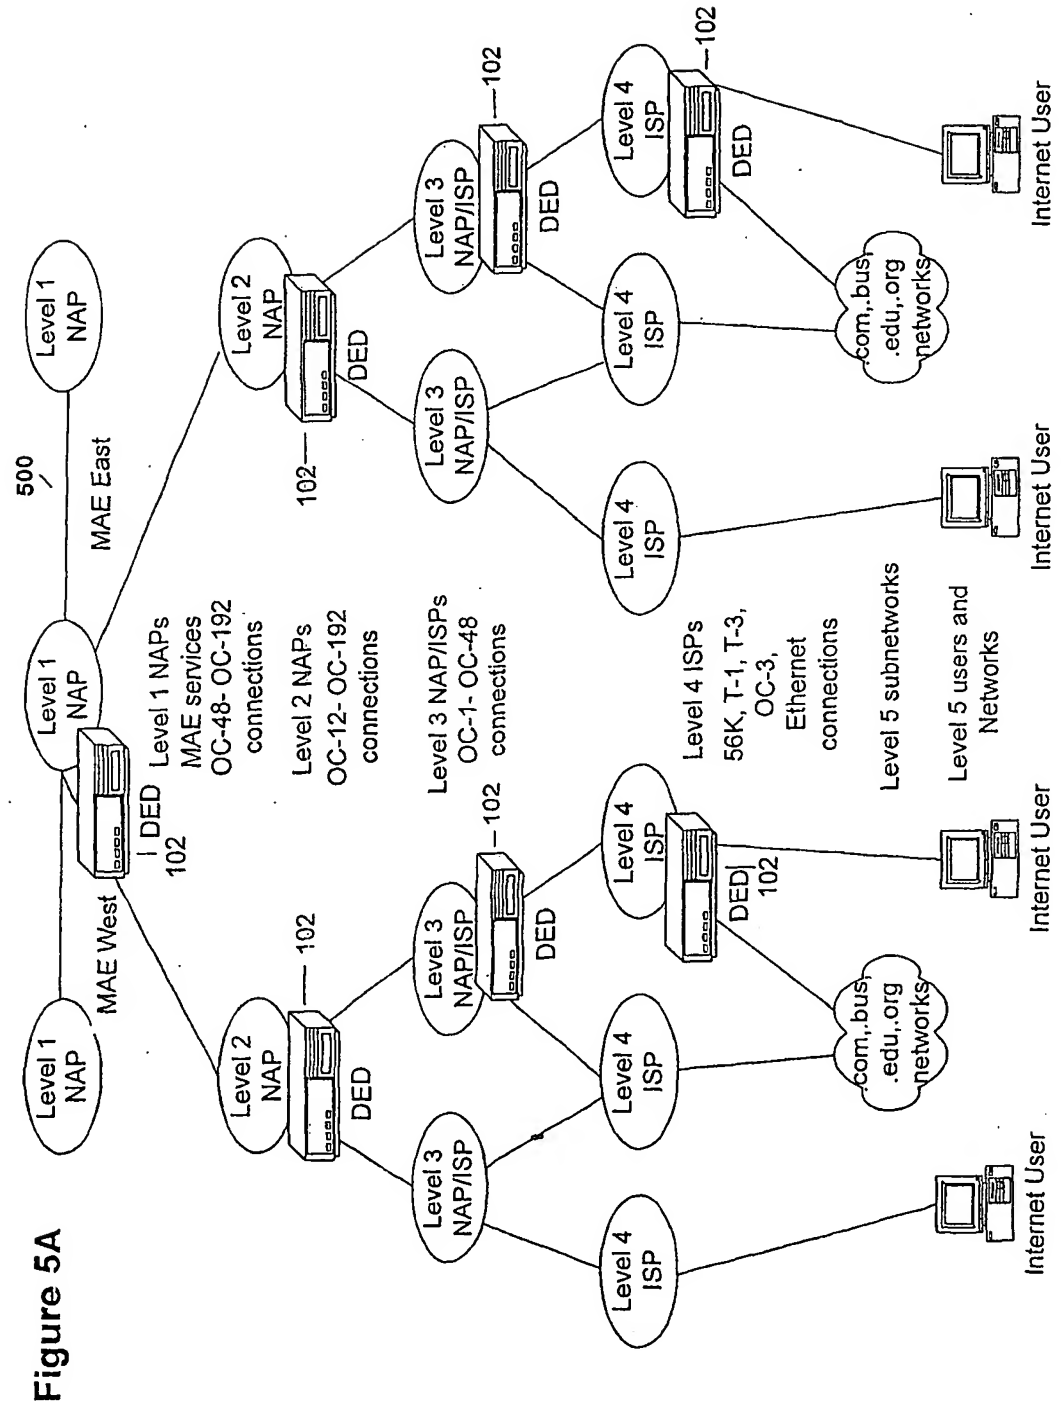 Figure 5A
500
Level 1
NAP
Level 1
NAP
Level 1
NAP
MAE West
MAE East
DED
102
Level 1 NAPs
MAE services
OC-48- OC-192
connections
Level 2
NAP
102
DED
Level 2 NAPs
OC-12- OC-192
connections
Level 2
NAP
102
DED
Level 3
NAP/ISP
Level 3
NAP/ISP
102
DED
Level 3 NAP/ISPs
OC-1- OC-48
connections
Level 3
NAP/ISP
Level 3
NAP/ISP
102
DED
Level 4
ISP
Level 4
ISP
Level 4
ISP
DED
102
Level 4 ISPs
56K, T-1, T-3,
OC-3,
Ethernet
connections
Level 4
ISP
Level 4
ISP
Level 4
ISP
102
DED
.com,.bus,
.edu,.org
networks
Level 5 subnetworks
.com,.bus,
.edu,.org
networks
Level 5 users and
Networks
Internet User
Internet User
Internet User
Internet User